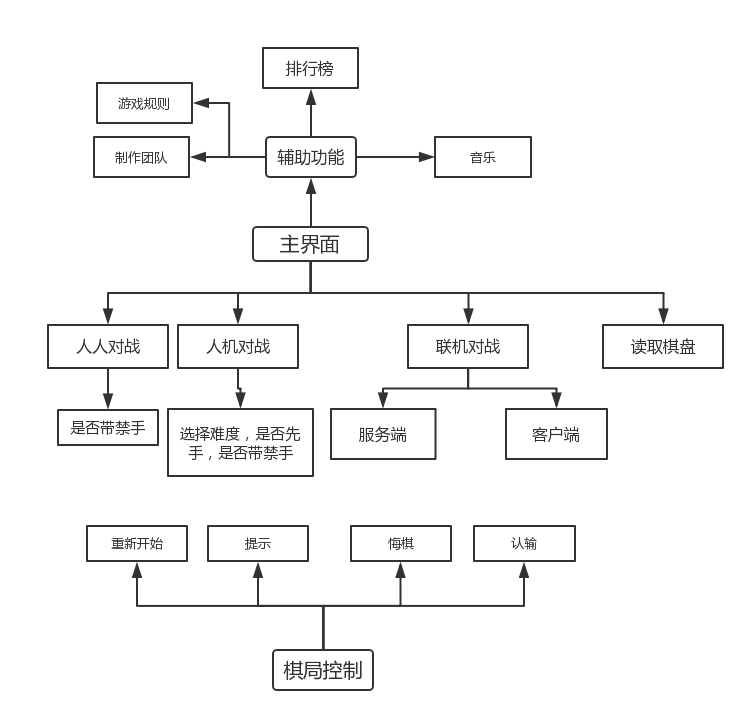 排行榜
游戏规则
制作团队
辅助功能
音乐
主界面
人人对战
人机对战
联机对战
读取棋盘
是否带禁手
选择难度，是否先
手，是否带禁手
服务端
客户端
重新开始
提示
悔棋
认输
棋局控制